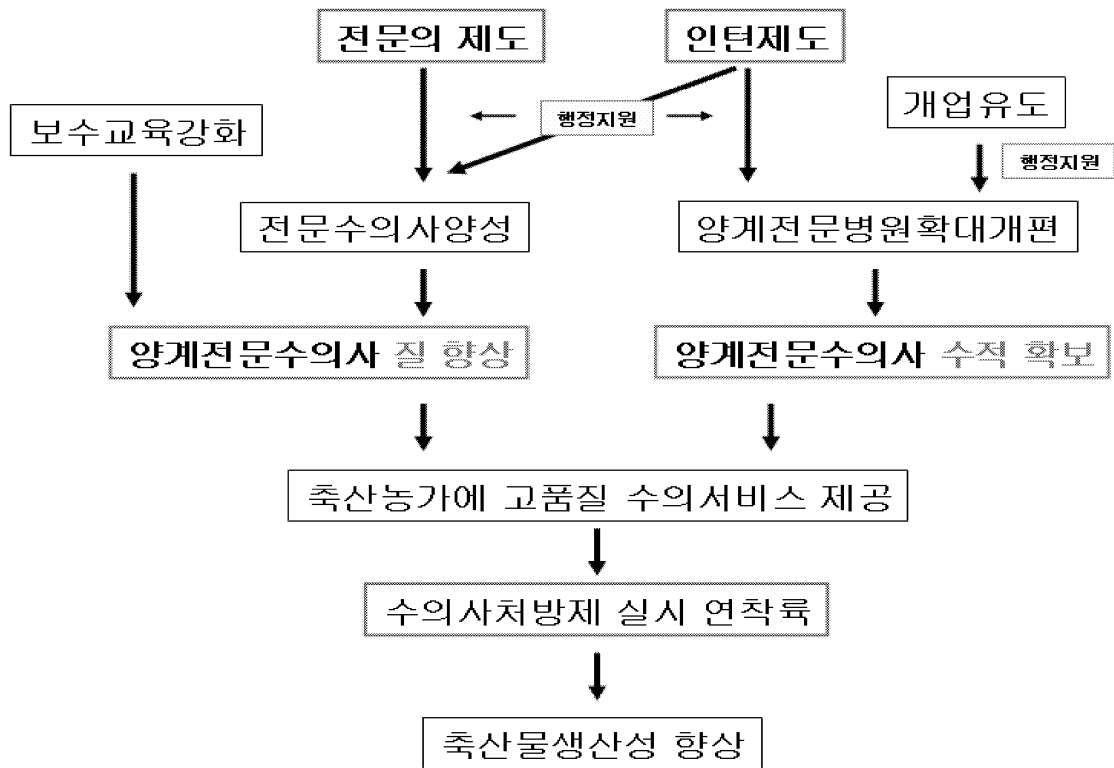 전문의 제도
인턴제도
보수교육강화
행정지원
개업유도
행정지원
전문수의사양성
양계전문병원확대개편
양계전문수의사 질 향상
양계전문수의사 수적 확보
축산농가에 고품질 수의서비스 제공
수의사처방제 실시 연착륙
축산물생산성 향상